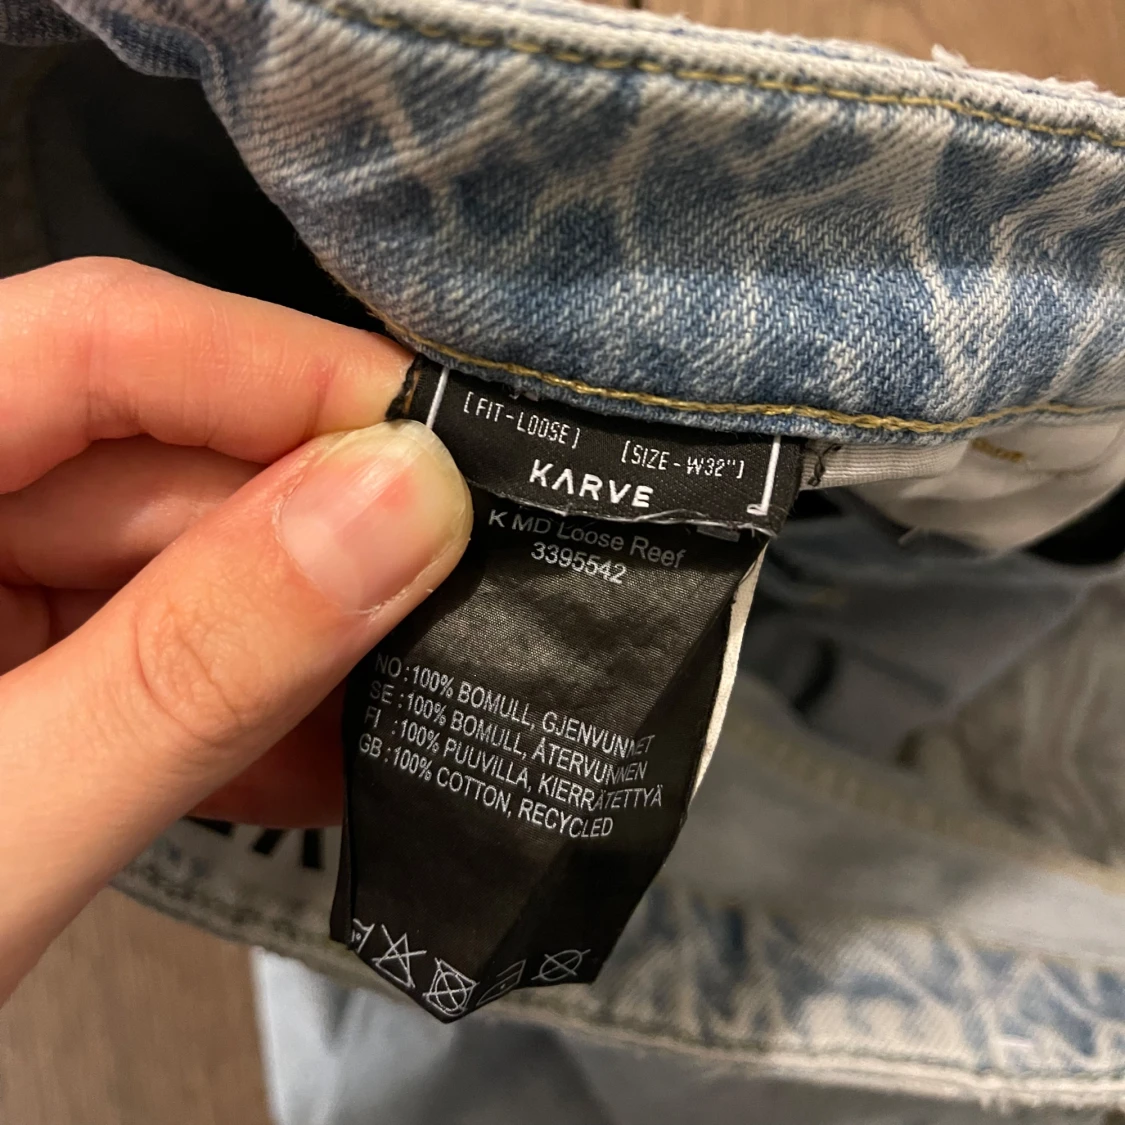 [FIT-LOOSE] [SIZE-W32"]
KARVE
K MD Loose Reef
3395542
NO :100% BOMULL, GJENVUNNET
SE :100% BOMULL, ÅTERVUNNEN
FI :100% PUUVILLA, KIERRÄTETTYÄ
GB :100% COTTON, RECYCLED